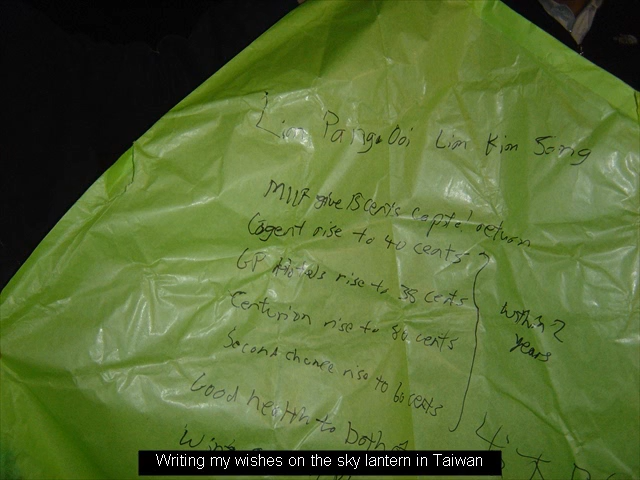 Lim Pang Ooi Lim Kim Song
MIIF give 13 cents capital return
Cogent rise to 40 cents
GP Hotels rise to 38 cents
Centurion rise to 80 cents
Second chance rise to 60 cents
within 2
years
Good health to both of
Writing my wishes on the sky lantern in Taiwan